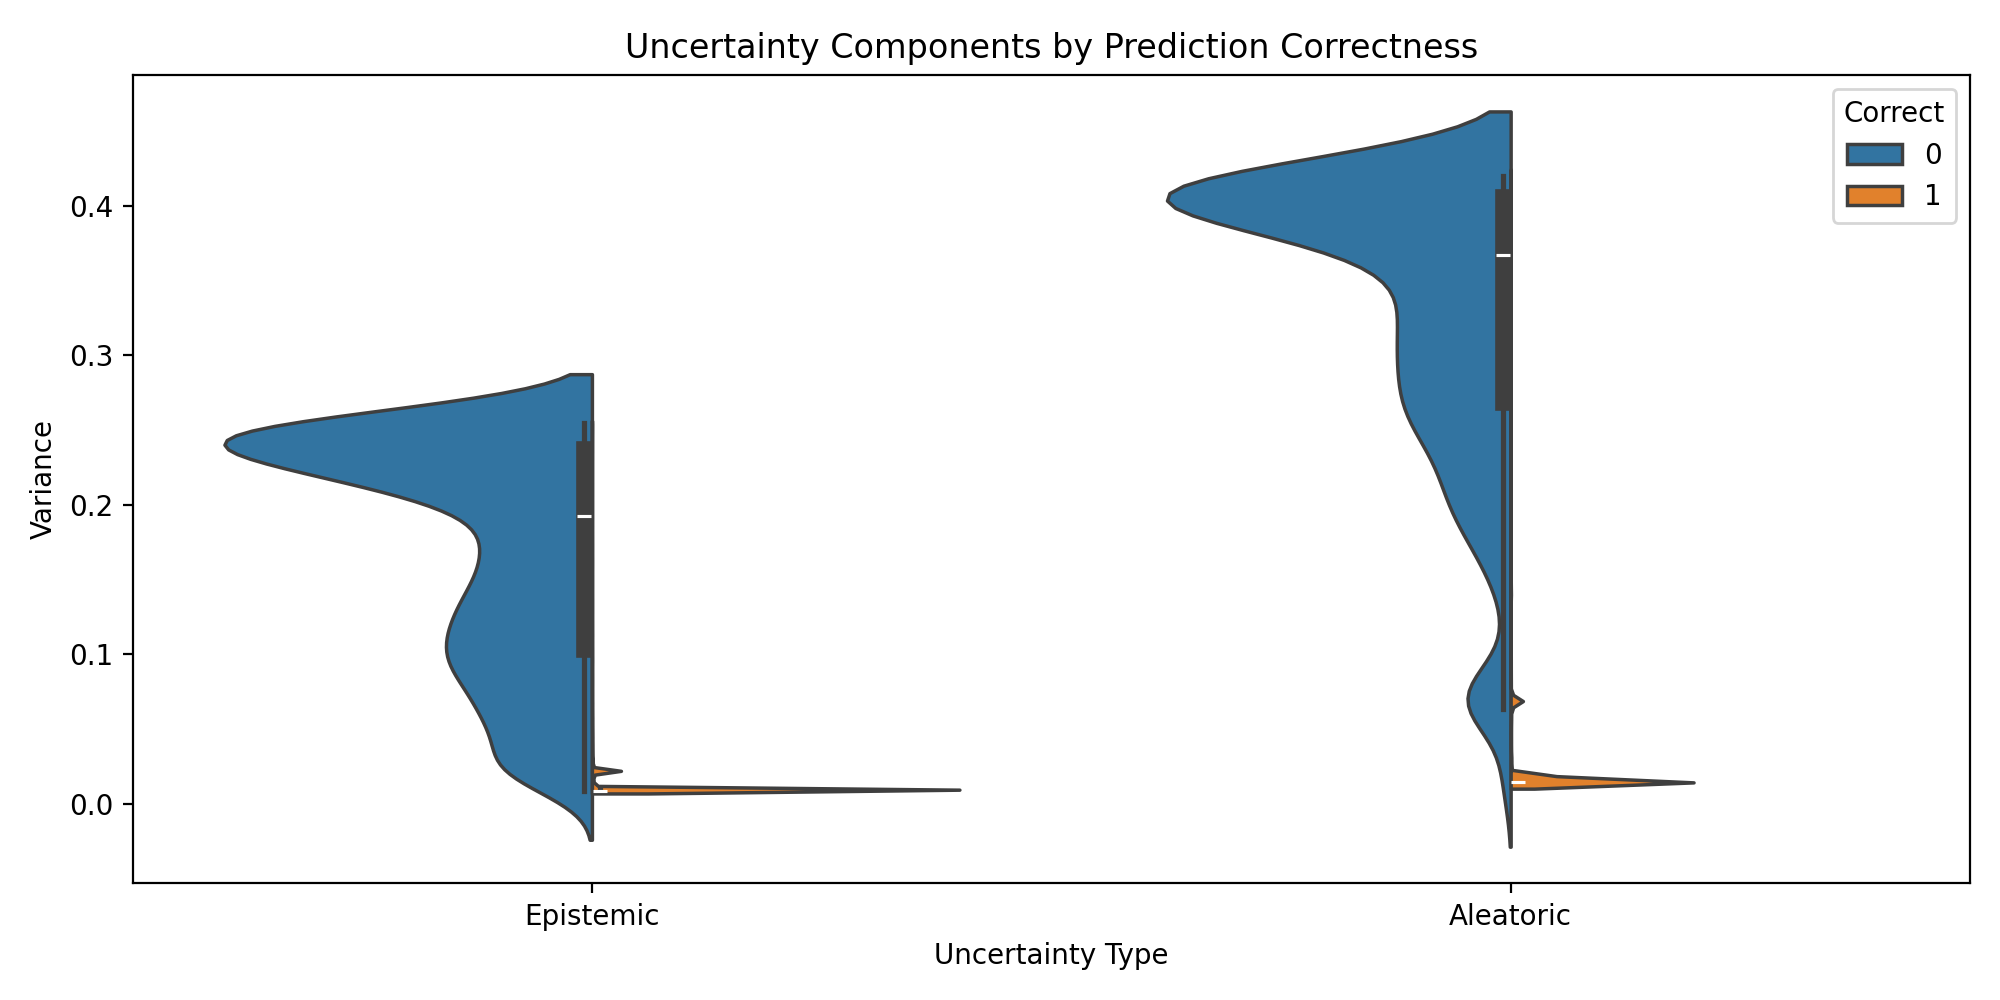 Uncertainty Components by Prediction Correctness
Correct
0
1
0.4
0.3
0.2
0.1
0.0
Variance
Epistemic
Aleatoric
Uncertainty Type